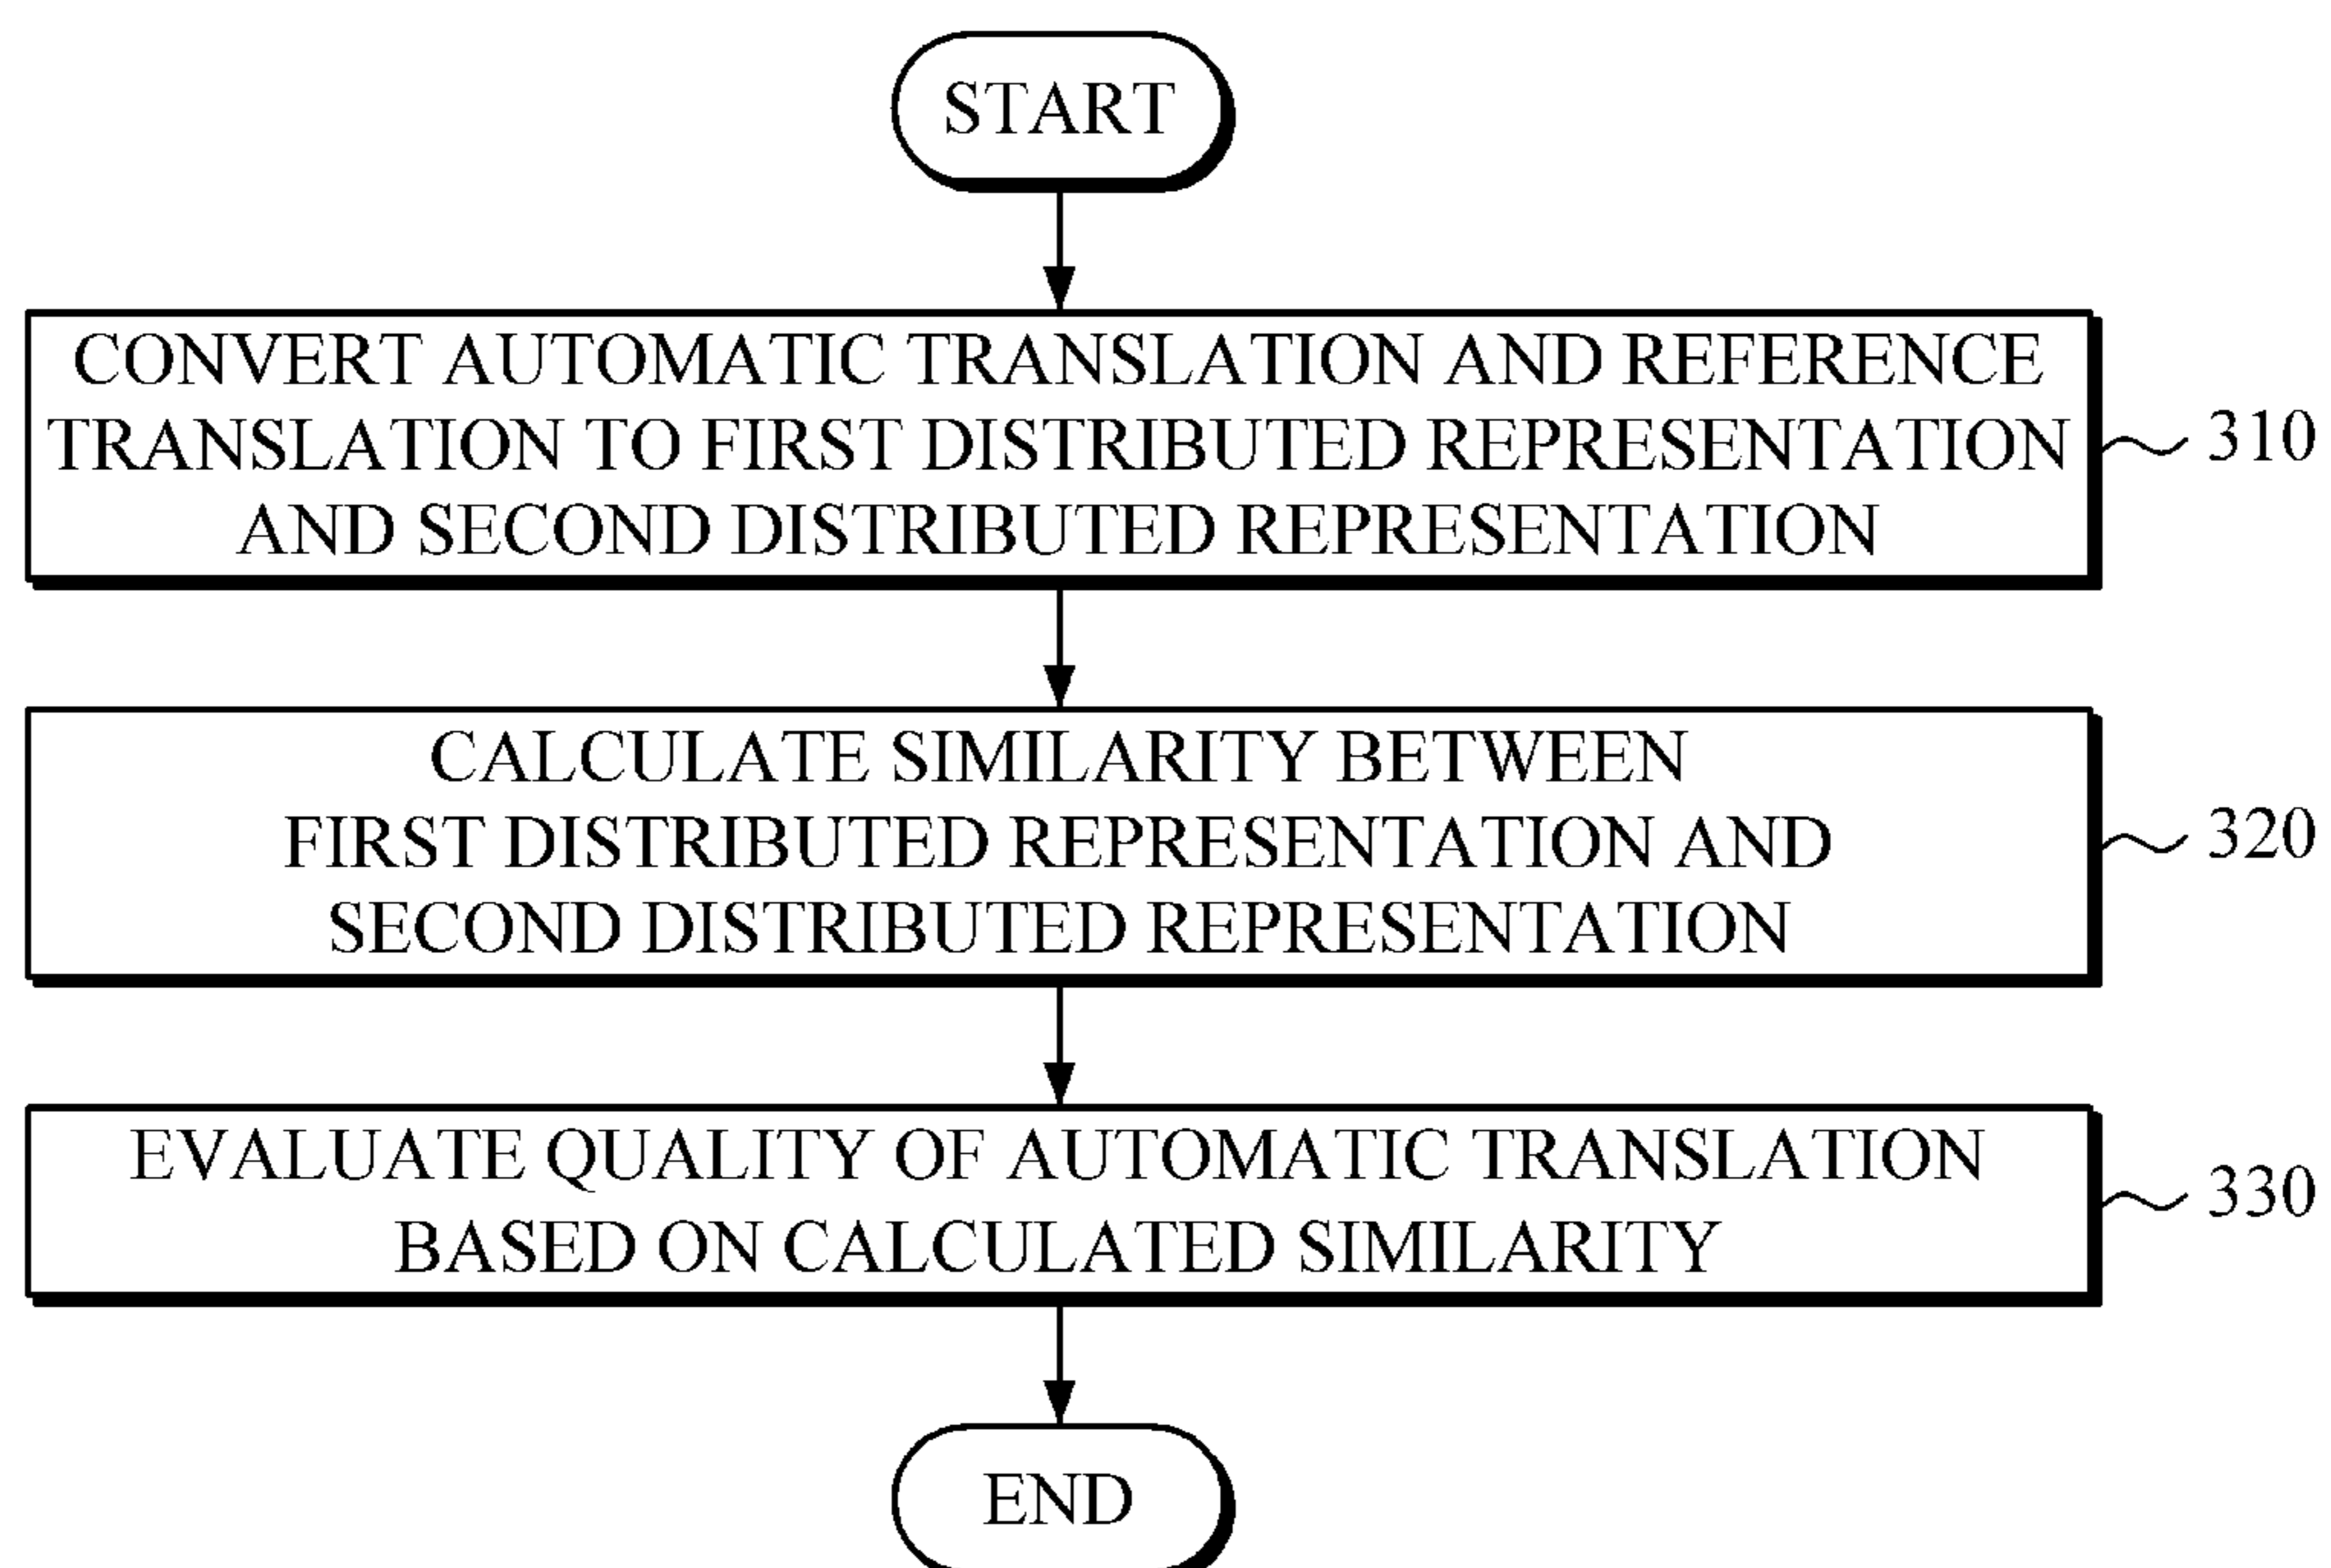 START
CONVERT AUTOMATIC TRANSLATION AND REFERENCE
TRANSLATION TO FIRST DISTRIBUTED REPRESENTATION
AND SECOND DISTRIBUTED REPRESENTATION
310
CALCULATE SIMILARITY BETWEEN
FIRST DISTRIBUTED REPRESENTATION AND
SECOND DISTRIBUTED REPRESENTATION
320
EVALUATE QUALITY OF AUTOMATIC TRANSLATION
BASED ON CALCULATED SIMILARITY
330
END